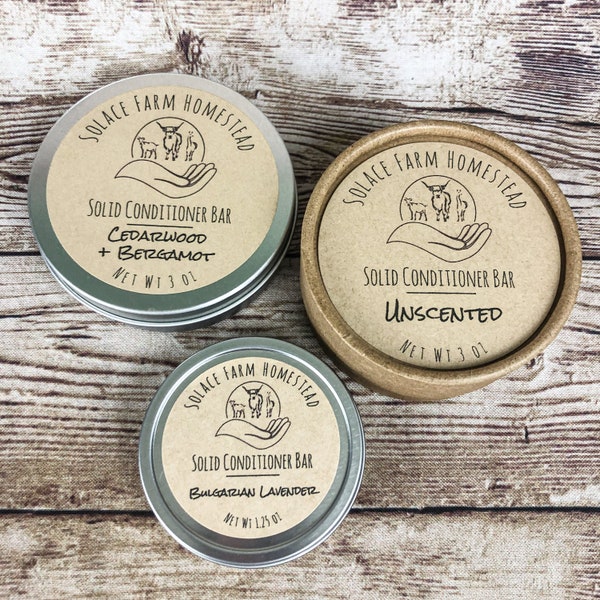 Solace Farm Homestead
Solid Conditioner Bar
Cedarwood
+ Bergamot
Net Wt 3 oz
Solace Farm Homestead
Solid Conditioner Bar
Unscented
Net Wt 3 oz
Solace Farm Homestead
Solid Conditioner Bar
Bulgarian Lavender
Net Wt 1.25 oz